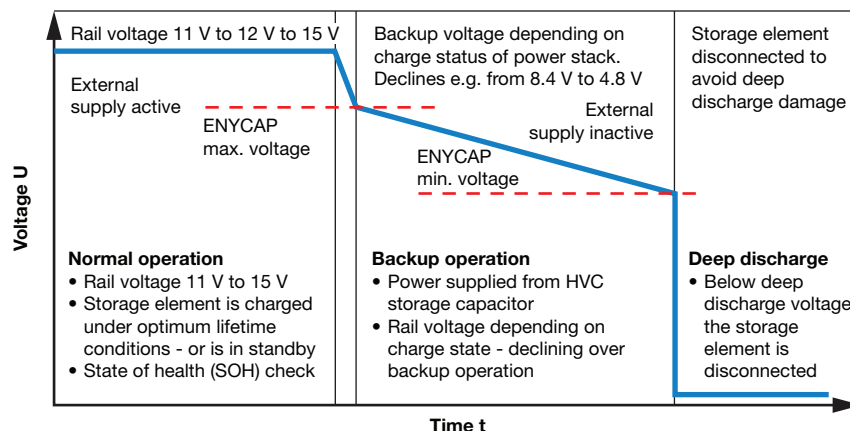 Rail voltage 11 V to 12 V to 15 V
External
supply active
ENYCAP
max. voltage
Backup voltage depending on
charge status of power stack.
Declines e.g. from 8.4 V to 4.8 V
External
supply inactive
ENYCAP
min. voltage
Storage element
disconnected to
avoid deep
discharge damage
Voltage U
Normal operation
• Rail voltage 11 V to 15 V
• Storage element is charged
under optimum lifetime
conditions - or is in standby
• State of health (SOH) check
Backup operation
• Power supplied from HVC
storage capacitor
• Rail voltage depending on
charge state - declining over
backup operation
Deep discharge
• Below deep
discharge voltage
the storage
element is
disconnected
Time t